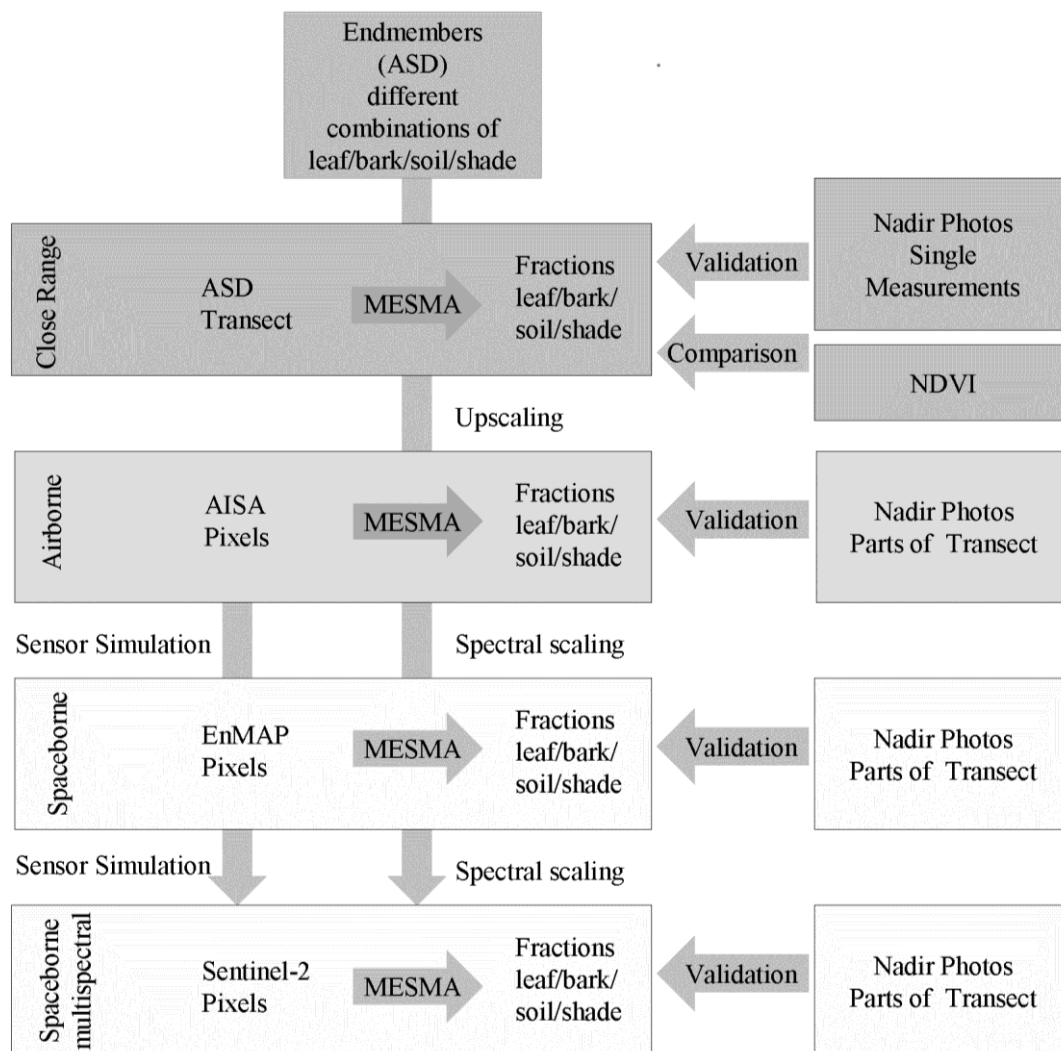 Endmembers
(ASD)
different
combinations of
leaf/bark/soil/shade
Close Range
ASD
Transect
MESMA
Fractions
leaf/bark/
soil/shade
Validation
Nadir Photos
Single
Measurements
Comparison
NDVI
Upscaling
Airborne
AISA
Pixels
MESMA
Fractions
leaf/bark/
soil/shade
Validation
Nadir Photos
Parts of Transect
Sensor Simulation
Spectral scaling
Spaceborne
EnMAP
Pixels
MESMA
Fractions
leaf/bark/
soil/shade
Validation
Nadir Photos
Parts of Transect
Sensor Simulation
Spectral scaling
Spaceborne
multispectral
Sentinel-2
Pixels
MESMA
Fractions
leaf/bark/
soil/shade
Validation
Nadir Photos
Parts of Transect